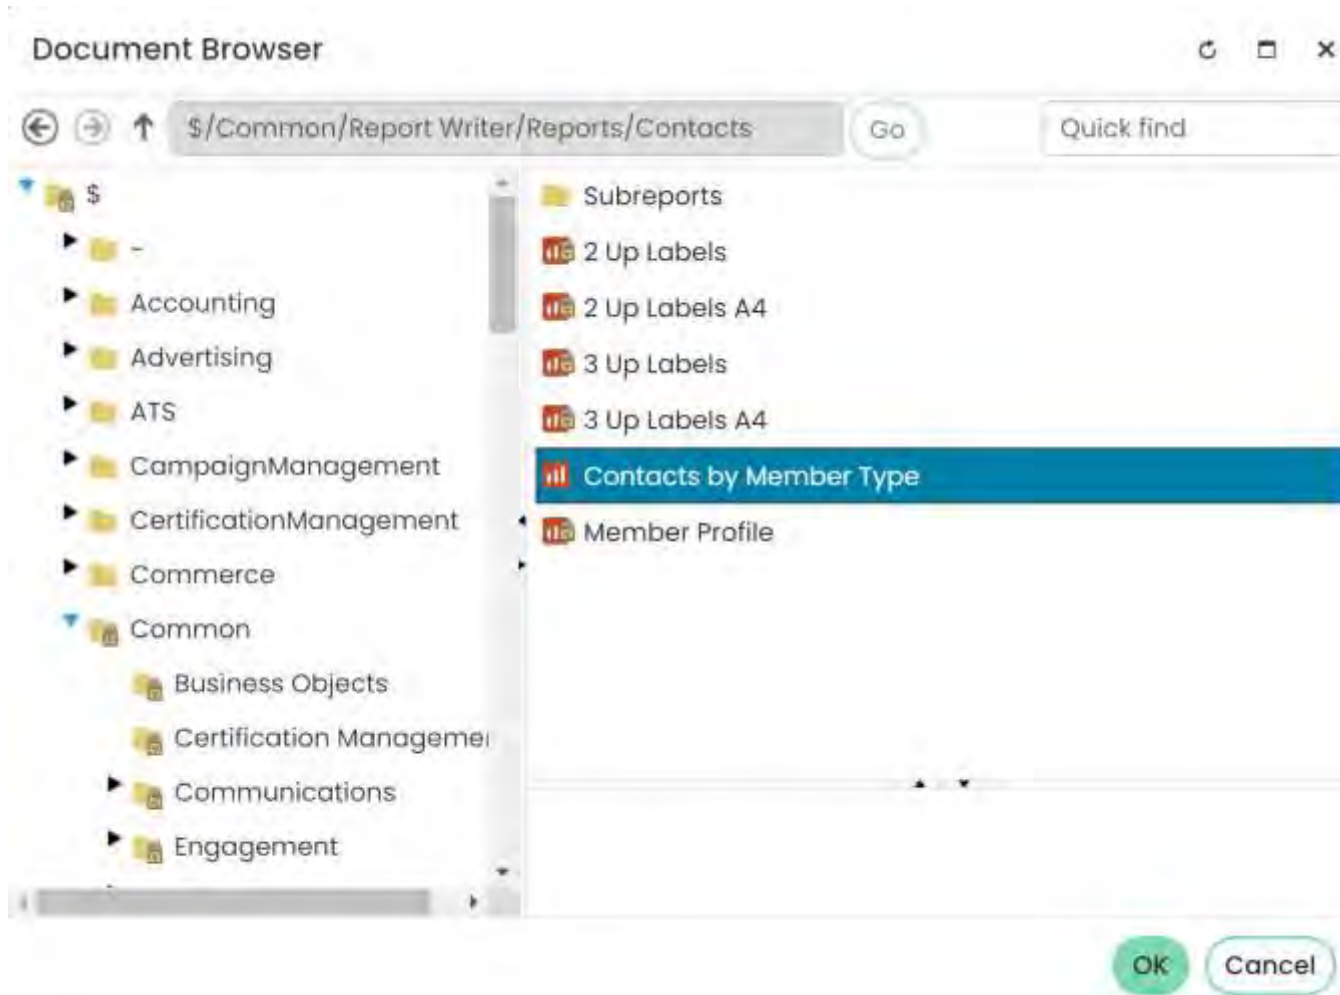 Document Browser
$/Common/Report Writer/Reports/Contacts
Go
Quick find
$
-
Accounting
Advertising
ATS
CampaignManagement
CertificationManagement
Commerce
Common
Business Objects
Certification Managemer
Communications
Engagement
Subreports
2 Up Labels
2 Up Labels A4
3 Up Labels
3 Up Labels A4
Contacts by Member Type
Member Profile
OK
Cancel